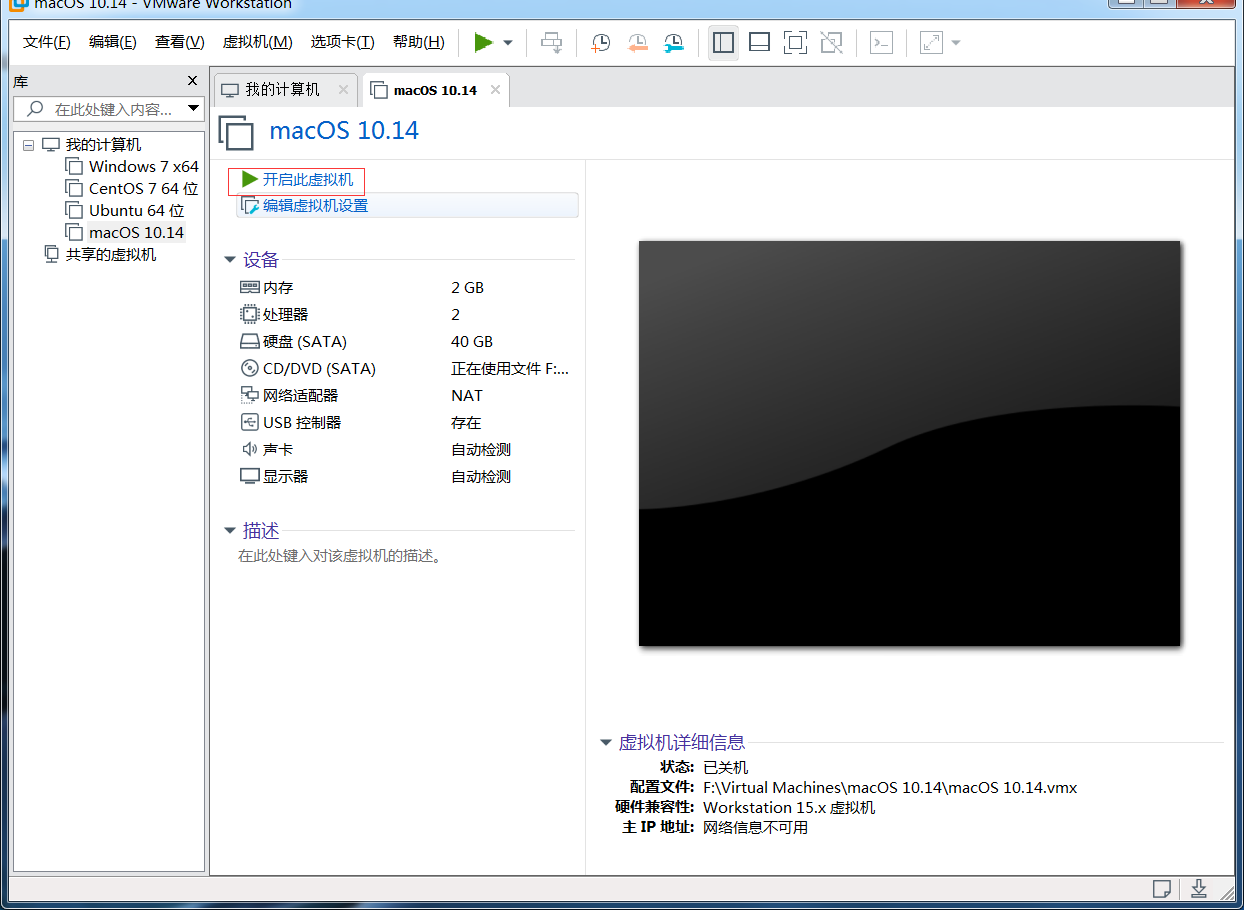 macOS 10.14 - VMware Workstation
文件(F) 编辑(E) 查看(V) 虚拟机(M) 选项卡(T) 帮助(H)
库
在此处键入内容...
我的计算机
Windows 7 x64
CentOS 7 64 位
Ubuntu 64 位
macOS 10.14
共享的虚拟机
我的计算机 macOS 10.14
macOS 10.14
开启此虚拟机
编辑虚拟机设置
设备
内存 2 GB
处理器 2
硬盘 (SATA) 40 GB
CD/DVD (SATA) 正在使用文件 F:...
网络适配器 NAT
USB 控制器 存在
声卡 自动检测
显示器 自动检测
描述
在此处键入对该虚拟机的描述。
虚拟机详细信息
状态: 已关机
配置文件: F:\Virtual Machines\macOS 10.14\macOS 10.14.vmx
硬件兼容性: Workstation 15.x 虚拟机
主 IP 地址: 网络信息不可用